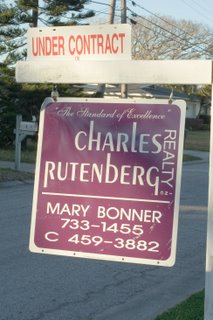 UNDER CONTRACT
The Standard of Excellence
CHARLES
RUTENBERG
REALTY
MARY BONNER
733-1455
C 459-3882